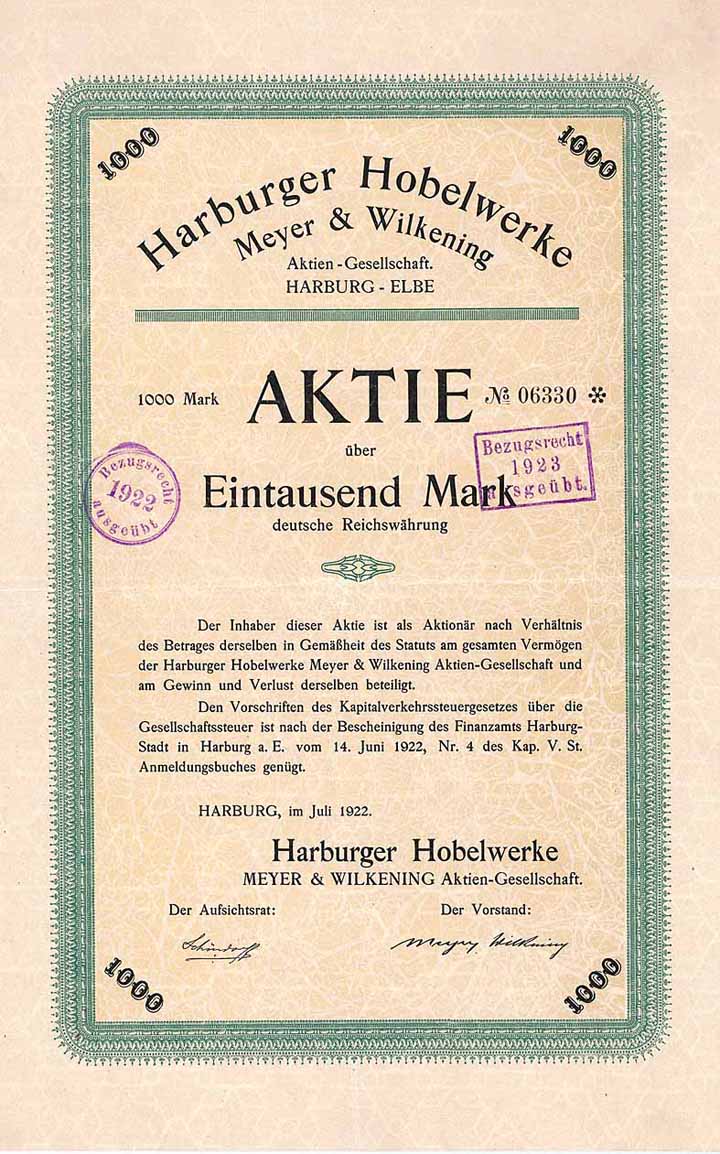 1000 1000
Harburger Hobelwerke
Meyer & Wilkening
Aktien-Gesellschaft.
HARBURG - ELBE
1000 Mark AKTIE № 06330 ✻
über
Bezugsrecht
1923
ausgeübt.
Bezugsrecht
1922
ausgeübt
Eintausend Mark
deutsche Reichswährung
Der Inhaber dieser Aktie ist als Aktionär nach Verhältnis
des Betrages derselben in Gemäßheit des Statuts am gesamten Vermögen
der Harburger Hobelwerke Meyer & Wilkening Aktien-Gesellschaft und
am Gewinn und Verlust derselben beteiligt.
Den Vorschriften des Kapitalverkehrssteuergesetzes über die
Gesellschaftssteuer ist nach der Bescheinigung des Finanzamts Harburg-
Stadt in Harburg a. E. vom 14. Juni 1922, Nr. 4 des Kap. V. St.
Anmeldungsbuches genügt.
HARBURG, im Juli 1922.
Harburger Hobelwerke
MEYER & WILKENING Aktien-Gesellschaft.
Der Aufsichtsrat: Der Vorstand:
Meyer Wilkening
1000 1000